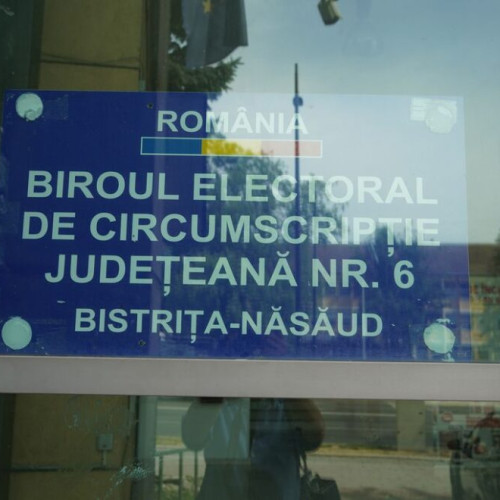 ROMÂNIA
BIROUL ELECTORAL
DE CIRCUMSCRIPȚIE
JUDEȚEANĂ NR. 6
BISTRIȚA-NĂSĂUD